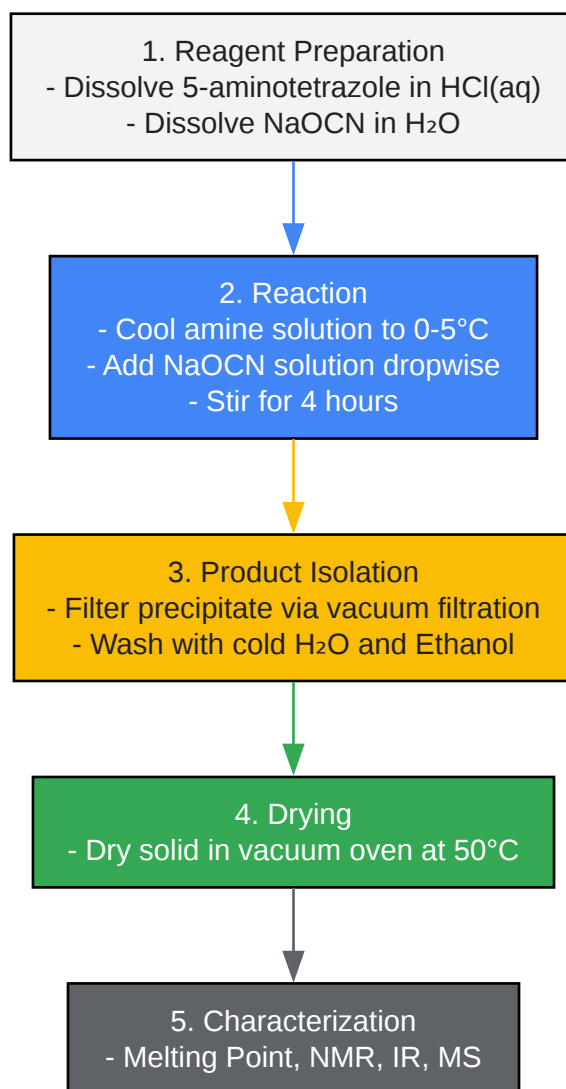 1. Reagent Preparation
- Dissolve 5-aminotetrazole in HCl(aq)
- Dissolve NaOCN in H₂O
2. Reaction
- Cool amine solution to 0-5°C
- Add NaOCN solution dropwise
- Stir for 4 hours
3. Product Isolation
- Filter precipitate via vacuum filtration
- Wash with cold H₂O and Ethanol
4. Drying
- Dry solid in vacuum oven at 50°C
5. Characterization
- Melting Point, NMR, IR, MS